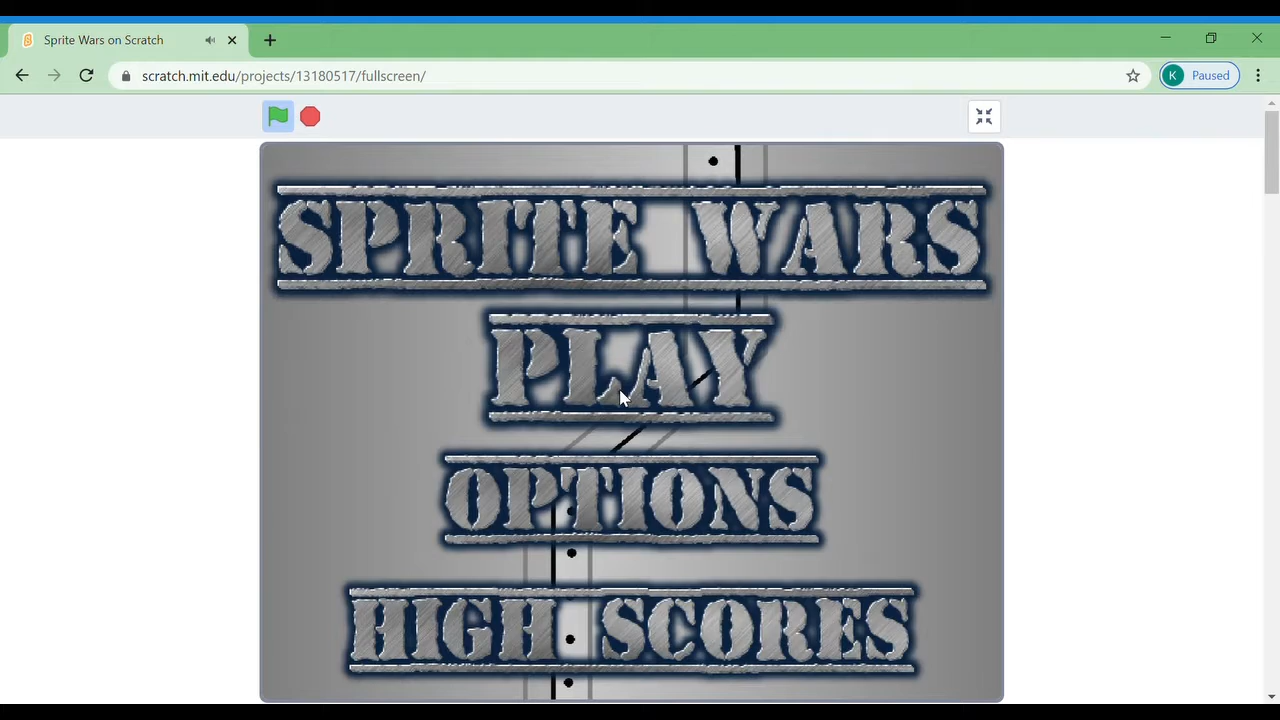 Sprite Wars on Scratch
scratch.mit.edu/projects/13180517/fullscreen/
K Paused
SPRITE WARS
PLAY
OPTIONS
HIGH SCORES